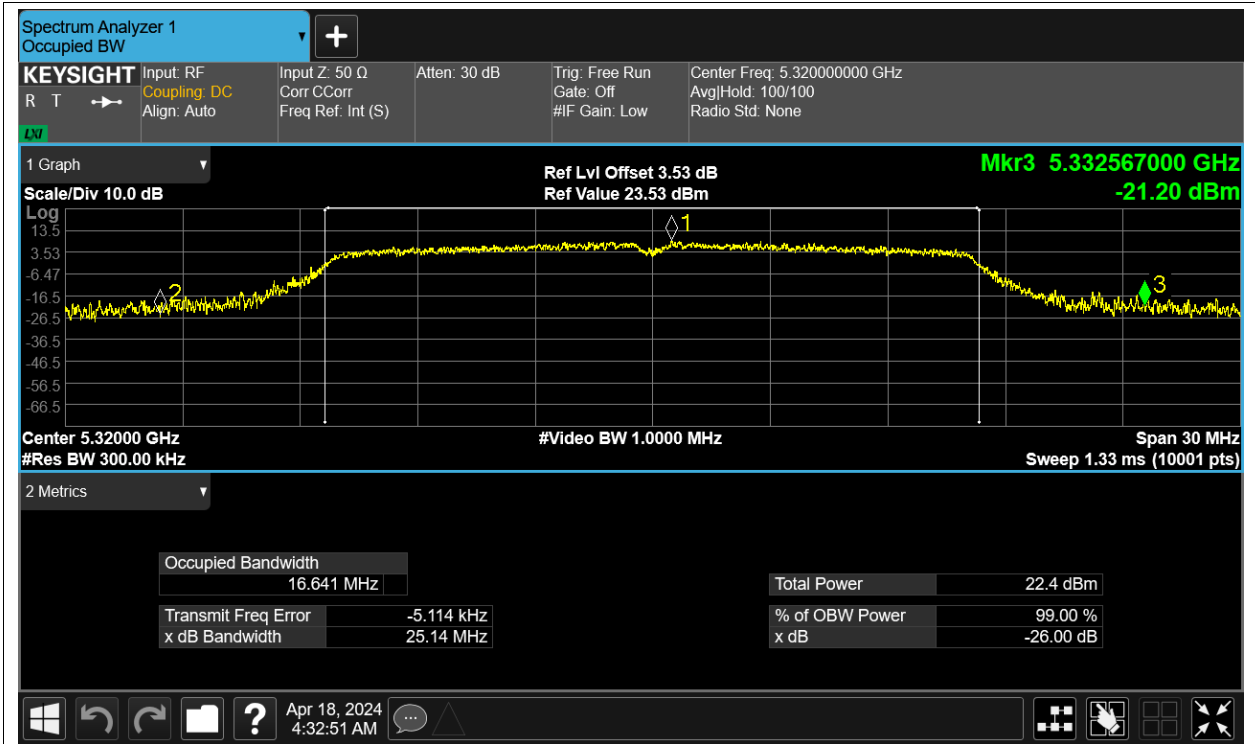 Spectrum Analyzer 1
Occupied BW
KEYSIGHT
R T
LXI
Input: RF
Coupling: DC
Align: Auto
Input Z: 50 Ω
Corr CCorr
Freq Ref: Int (S)
Atten: 30 dB
Trig: Free Run
Gate: Off
#IF Gain: Low
Center Freq: 5.320000000 GHz
Avg|Hold: 100/100
Radio Std: None
1 Graph
Scale/Div 10.0 dB
Ref Lvl Offset 3.53 dB
Ref Value 23.53 dBm
Mkr3 5.332567000 GHz
-21.20 dBm
Log
13.5
3.53
-6.47
-16.5
-26.5
-36.5
-46.5
-56.5
-66.5
1
2
3
Center 5.32000 GHz
#Res BW 300.00 kHz
#Video BW 1.0000 MHz
Span 30 MHz
Sweep 1.33 ms (10001 pts)
2 Metrics
Occupied Bandwidth
16.641 MHz
Transmit Freq Error -5.114 kHz
x dB Bandwidth 25.14 MHz
Total Power 22.4 dBm
% of OBW Power 99.00 %
x dB -26.00 dB
?
Apr 18, 2024
4:32:51 AM